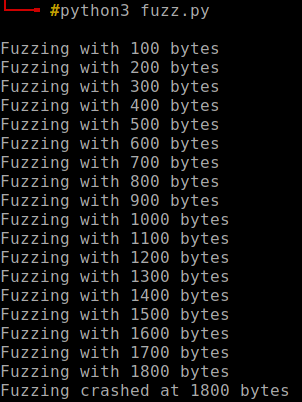 #python3 fuzz.py
Fuzzing with 100 bytes
Fuzzing with 200 bytes
Fuzzing with 300 bytes
Fuzzing with 400 bytes
Fuzzing with 500 bytes
Fuzzing with 600 bytes
Fuzzing with 700 bytes
Fuzzing with 800 bytes
Fuzzing with 900 bytes
Fuzzing with 1000 bytes
Fuzzing with 1100 bytes
Fuzzing with 1200 bytes
Fuzzing with 1300 bytes
Fuzzing with 1400 bytes
Fuzzing with 1500 bytes
Fuzzing with 1600 bytes
Fuzzing with 1700 bytes
Fuzzing with 1800 bytes
Fuzzing crashed at 1800 bytes